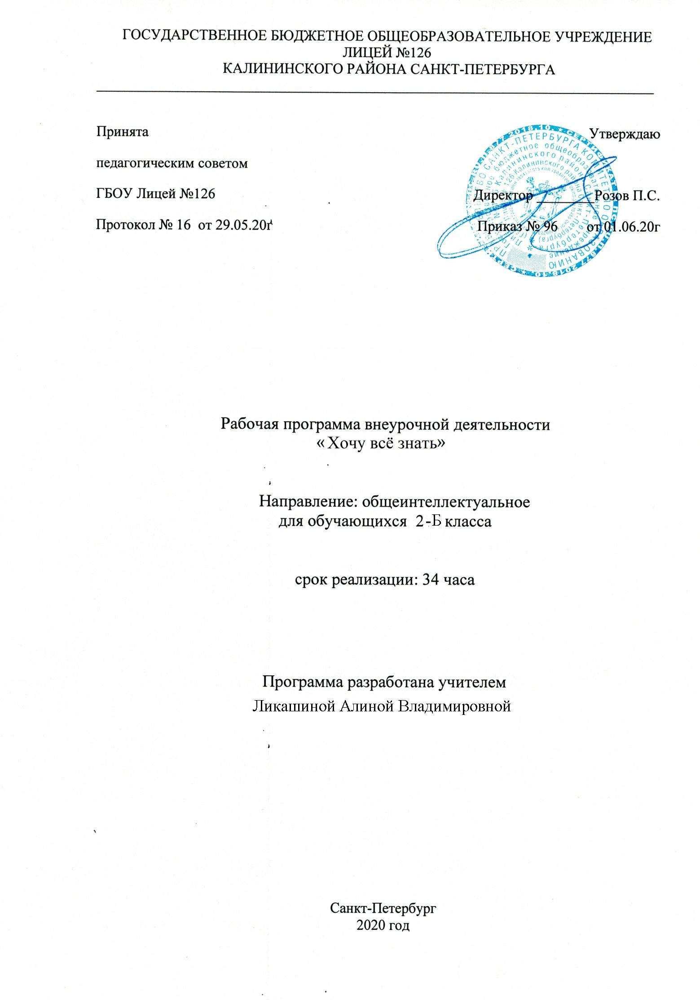 ГОСУДАРСТВЕННОЕ БЮДЖЕТНОЕ ОБЩЕОБРАЗОВАТЕЛЬНОЕ УЧРЕЖДЕНИЕ
ЛИЦЕЙ №126
КАЛИНИНСКОГО РАЙОНА САНКТ-ПЕТЕРБУРГА
Принята
педагогическим советом
ГБОУ Лицей №126
Протокол № 16 от 29.05.20г
Утверждаю
Директор ________ Розов П.С.
Приказ № 96 от 01.06.20г
Рабочая программа внеурочной деятельности
«Хочу всё знать»
Направление: общеинтеллектуальное
для обучающихся 2-Б класса
срок реализации: 34 часа
Программа разработана учителем
Ликашиной Алиной Владимировной
Санкт-Петербург
2020 год